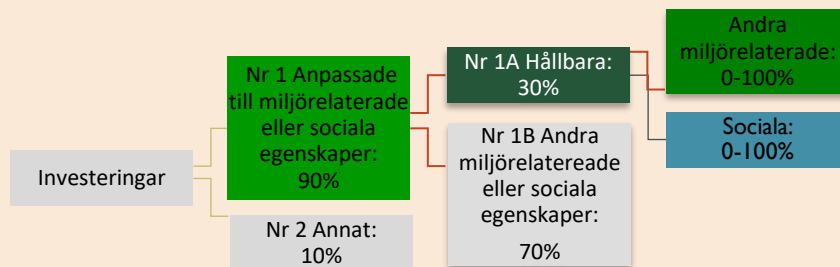 Investeringar
Nr 1 Anpassade
till miljörelaterade
eller sociala
egenskaper:
90%
Nr 2 Annat:
10%
Nr 1A Hållbara:
30%
Nr 1B Andra
miljörelatereade
eller sociala
egenskaper:
70%
Andra
miljörelaterade:
0-100%
Sociala:
0-100%